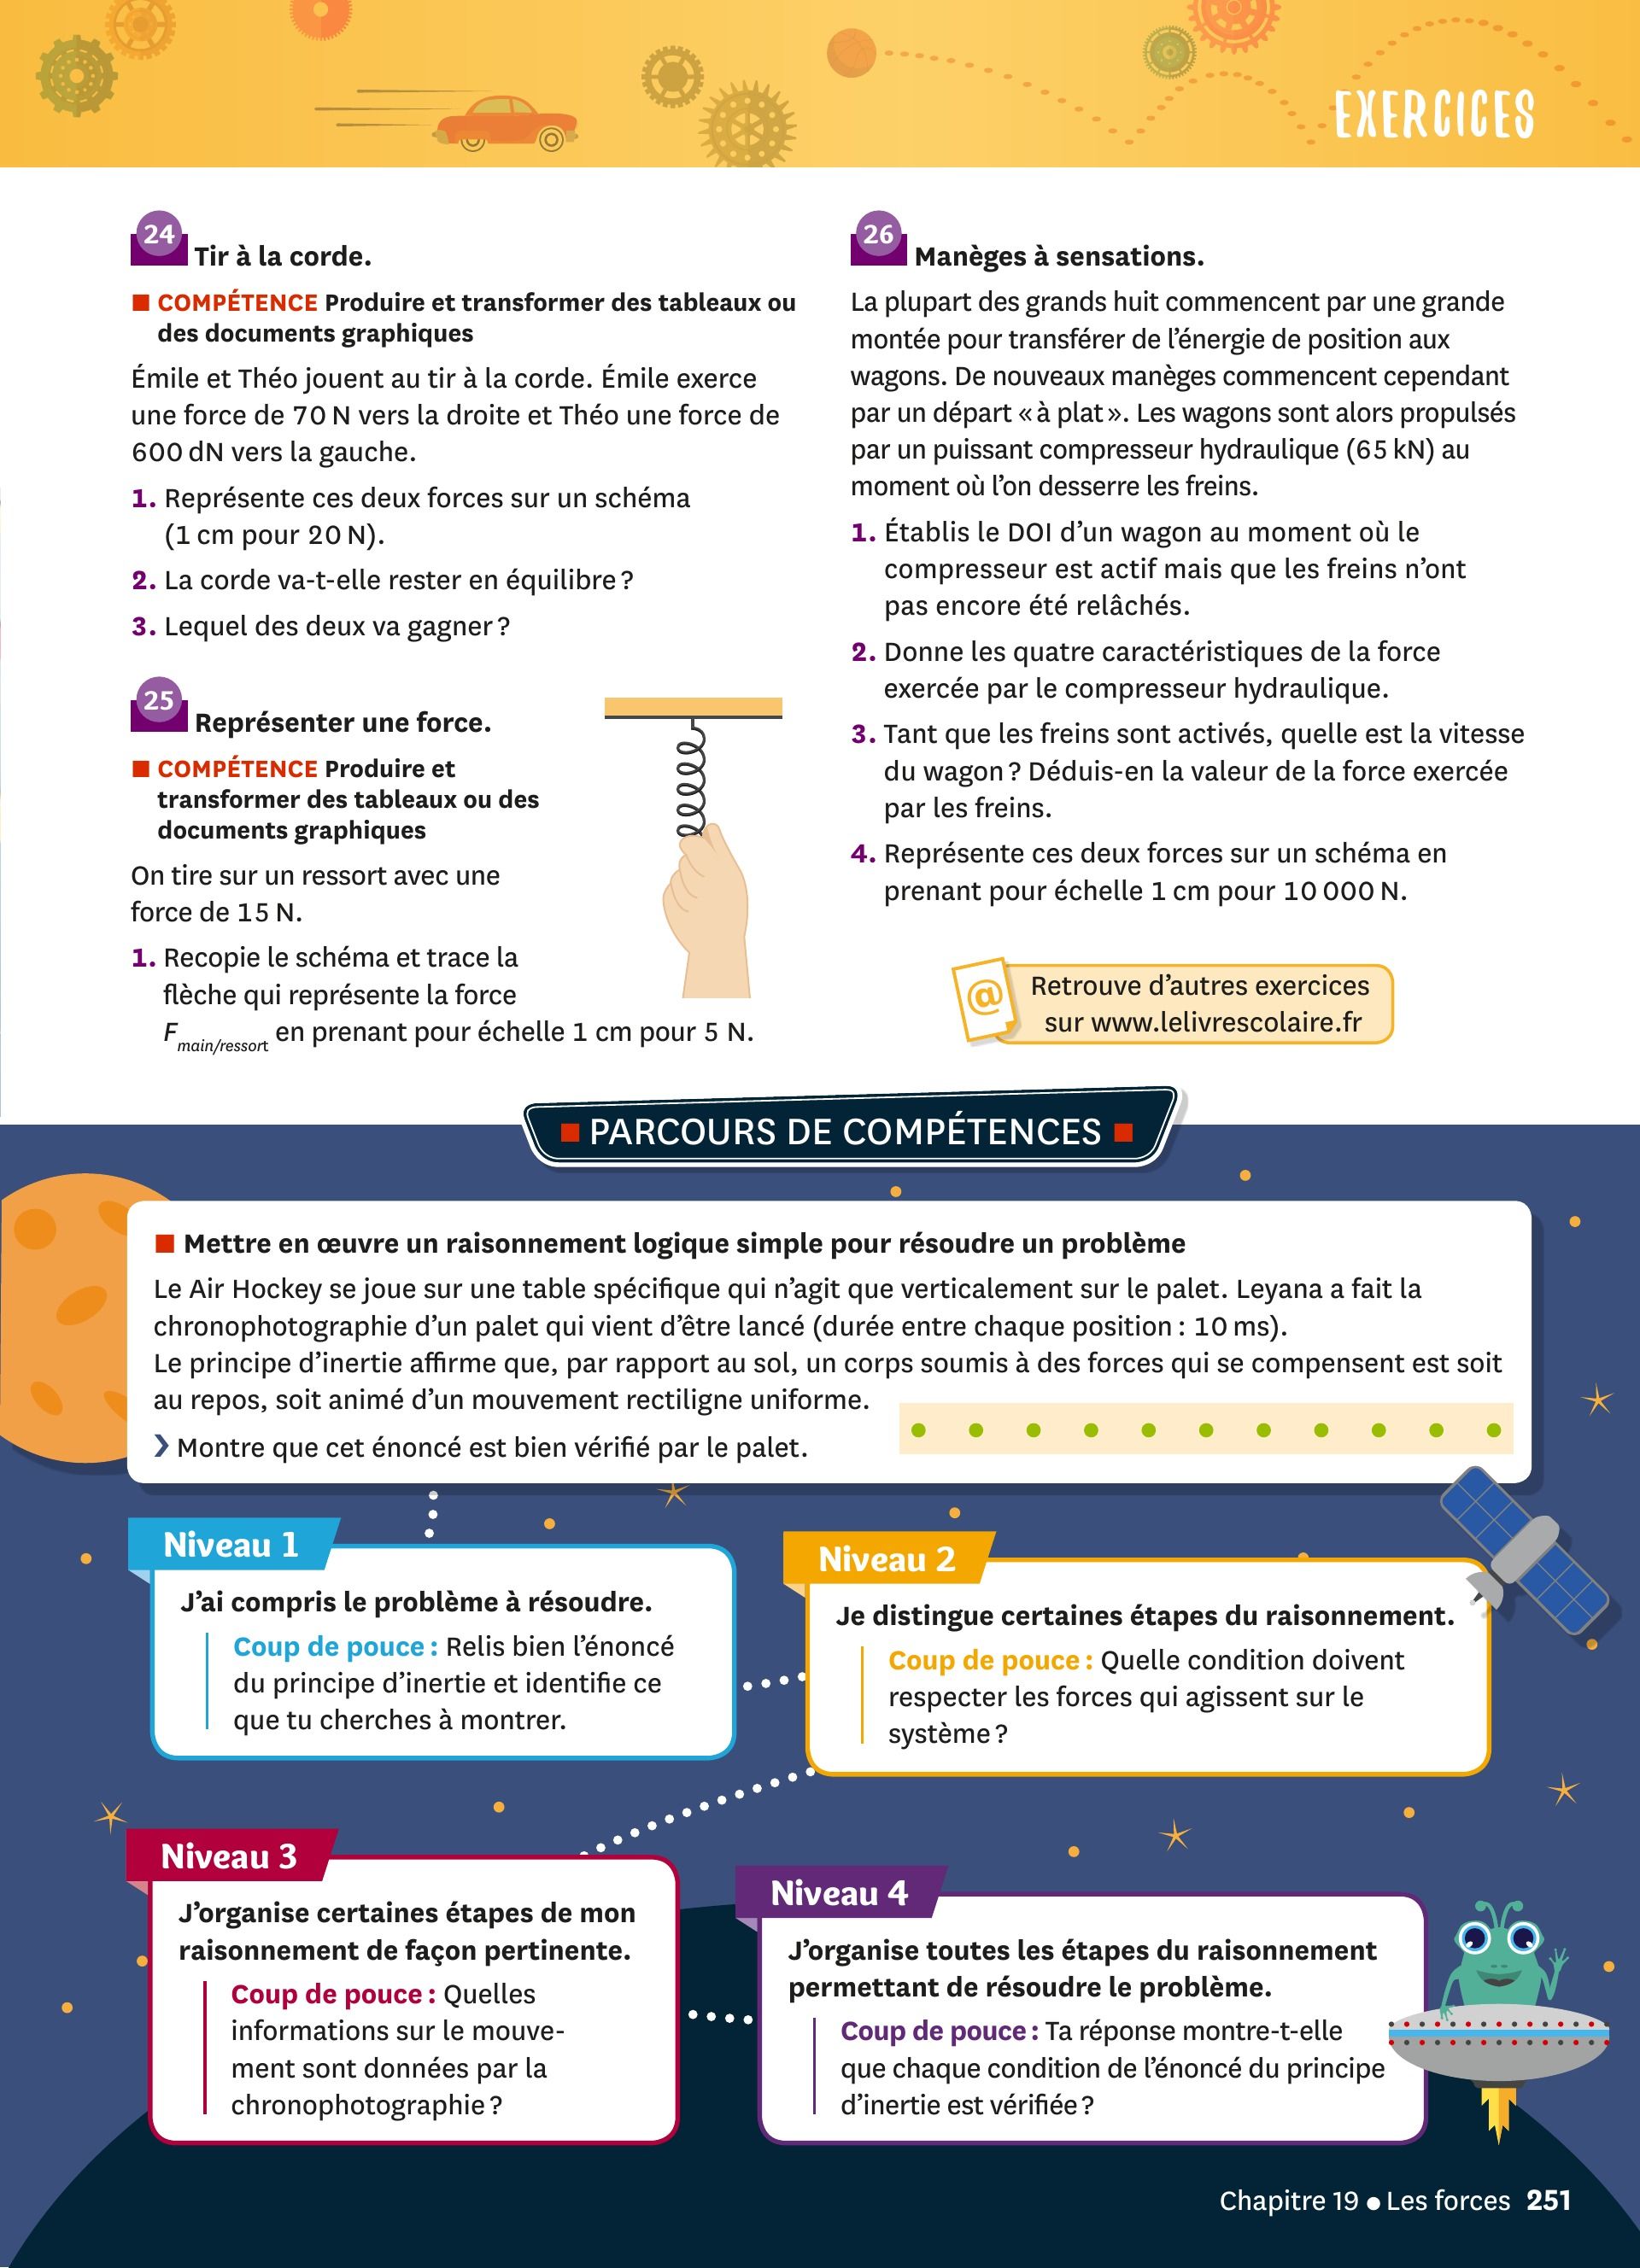 EXERCICES
24 Tir à la corde.
■ COMPÉTENCE Produire et transformer des tableaux ou
des documents graphiques
Émile et Théo jouent au tir à la corde. Émile exerce
une force de 70 N vers la droite et Théo une force de
600 dN vers la gauche.
1. Représente ces deux forces sur un schéma
(1 cm pour 20 N).
2. La corde va-t-elle rester en équilibre ?
3. Lequel des deux va gagner ?
25 Représenter une force.
■ COMPÉTENCE Produire et
transformer des tableaux ou des
documents graphiques
On tire sur un ressort avec une
force de 15 N.
1. Recopie le schéma et trace la
flèche qui représente la force
F main/ressort en prenant pour échelle 1 cm pour 5 N.
26 Manèges à sensations.
La plupart des grands huit commencent par une grande
montée pour transférer de l’énergie de position aux
wagons. De nouveaux manèges commencent cependant
par un départ « à plat ». Les wagons sont alors propulsés
par un puissant compresseur hydraulique (65 kN) au
moment où l’on desserre les freins.
1. Établis le DOI d’un wagon au moment où le
compresseur est actif mais que les freins n’ont
pas encore été relâchés.
2. Donne les quatre caractéristiques de la force
exercée par le compresseur hydraulique.
3. Tant que les freins sont activés, quelle est la vitesse
du wagon ? Déduis-en la valeur de la force exercée
par les freins.
4. Représente ces deux forces sur un schéma en
prenant pour échelle 1 cm pour 10 000 N.
@
Retrouve d’autres exercices
sur www.lelivrescolaire.fr
■ PARCOURS DE COMPÉTENCES ■
■ Mettre en œuvre un raisonnement logique simple pour résoudre un problème
Le Air Hockey se joue sur une table spécifique qui n’agit que verticalement sur le palet. Leyana a fait la
chronophotographie d’un palet qui vient d’être lancé (durée entre chaque position : 10 ms).
Le principe d’inertie affirme que, par rapport au sol, un corps soumis à des forces qui se compensent est soit
au repos, soit animé d’un mouvement rectiligne uniforme.
❯ Montre que cet énoncé est bien vérifié par le palet.
Niveau 1
J’ai compris le problème à résoudre.
Coup de pouce : Relis bien l’énoncé
du principe d’inertie et identifie ce
que tu cherches à montrer.
Niveau 2
Je distingue certaines étapes du raisonnement.
Coup de pouce : Quelle condition doivent
respecter les forces qui agissent sur le
système ?
Niveau 3
J’organise certaines étapes de mon
raisonnement de façon pertinente.
Coup de pouce : Quelles
informations sur le mouve-
ment sont données par la
chronophotographie ?
Niveau 4
J’organise toutes les étapes du raisonnement
permettant de résoudre le problème.
Coup de pouce : Ta réponse montre-t-elle
que chaque condition de l’énoncé du principe
d’inertie est vérifiée ?
Chapitre 19 ● Les forces 251